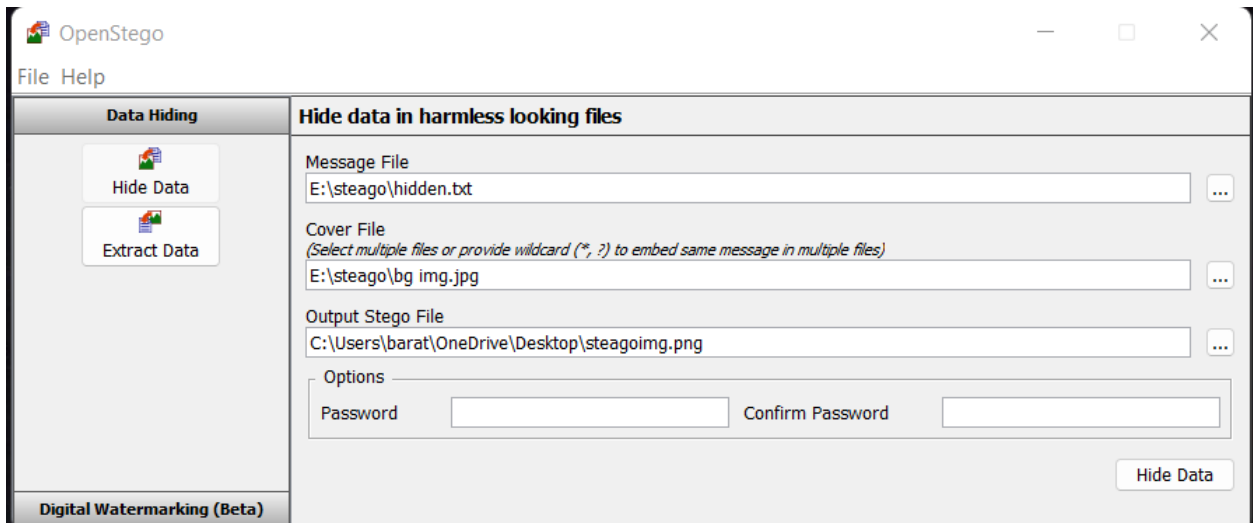 OpenStego
File Help
Data Hiding
Hide Data
Extract Data
Digital Watermarking (Beta)
Hide data in harmless looking files
Message File
E:\steago\hidden.txt
...
Cover File
(Select multiple files or provide wildcard (*, ?) to embed same message in multiple files)
E:\steago\bg img.jpg
...
Output Stego File
C:\Users\barat\OneDrive\Desktop\steagoimg.png
...
Options
Password
Confirm Password
Hide Data